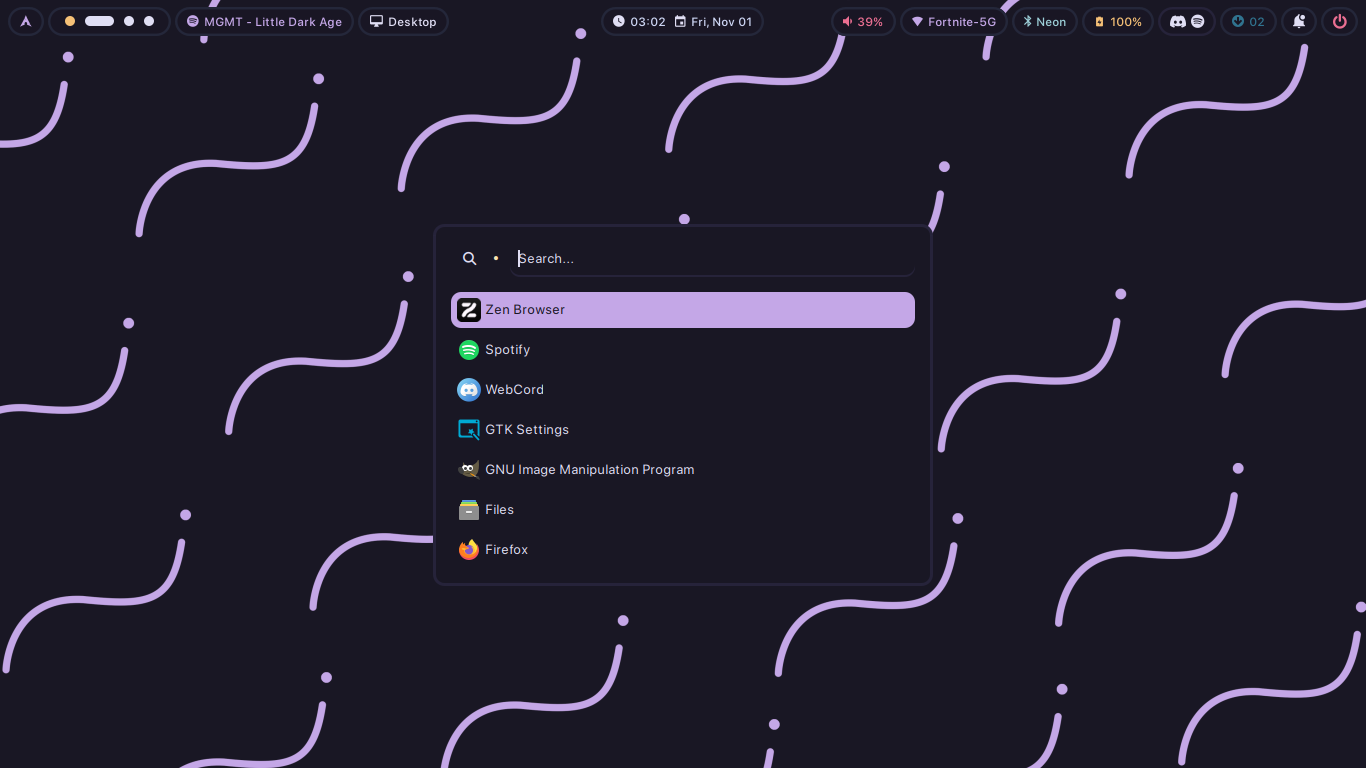 MGMT - Little Dark Age
Desktop
03:02 Fri, Nov 01
39%
Fortnite-5G
Neon
100%
02
Search...
Zen Browser
Spotify
WebCord
GTK Settings
GNU Image Manipulation Program
Files
Firefox